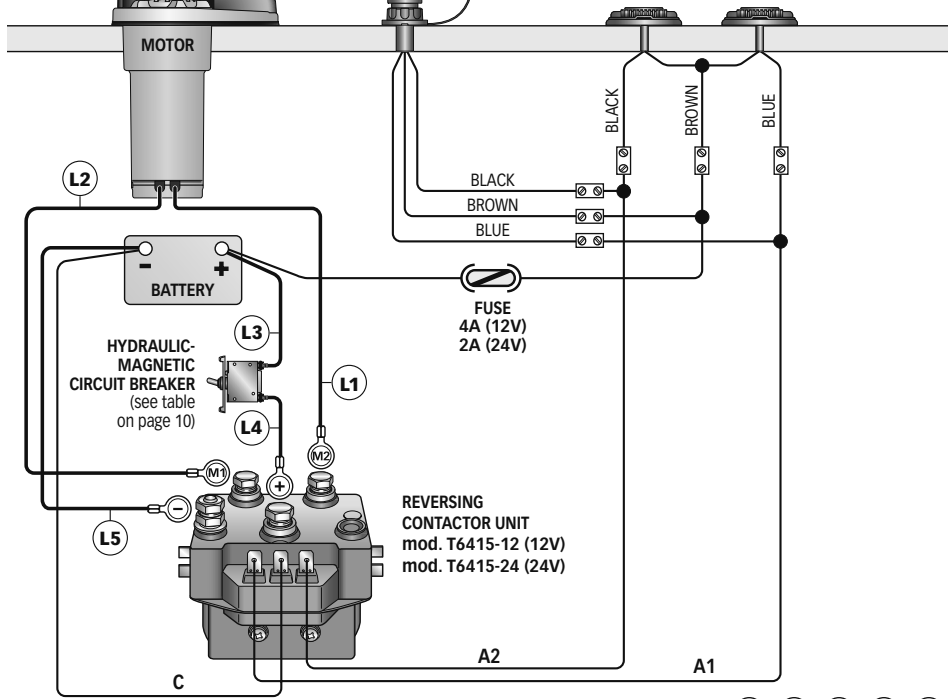 MOTOR
BLACK
BROWN
BLUE
L2
BLACK
BROWN
BLUE
-
+
BATTERY
FUSE
4A (12V)
2A (24V)
L3
HYDRAULIC-
MAGNETIC
CIRCUIT BREAKER
(see table
on page 10)
L1
L4
M2
M1
+
-
L5
REVERSING
CONTACTOR UNIT
mod. T6415-12 (12V)
mod. T6415-24 (24V)
A2
A1
C